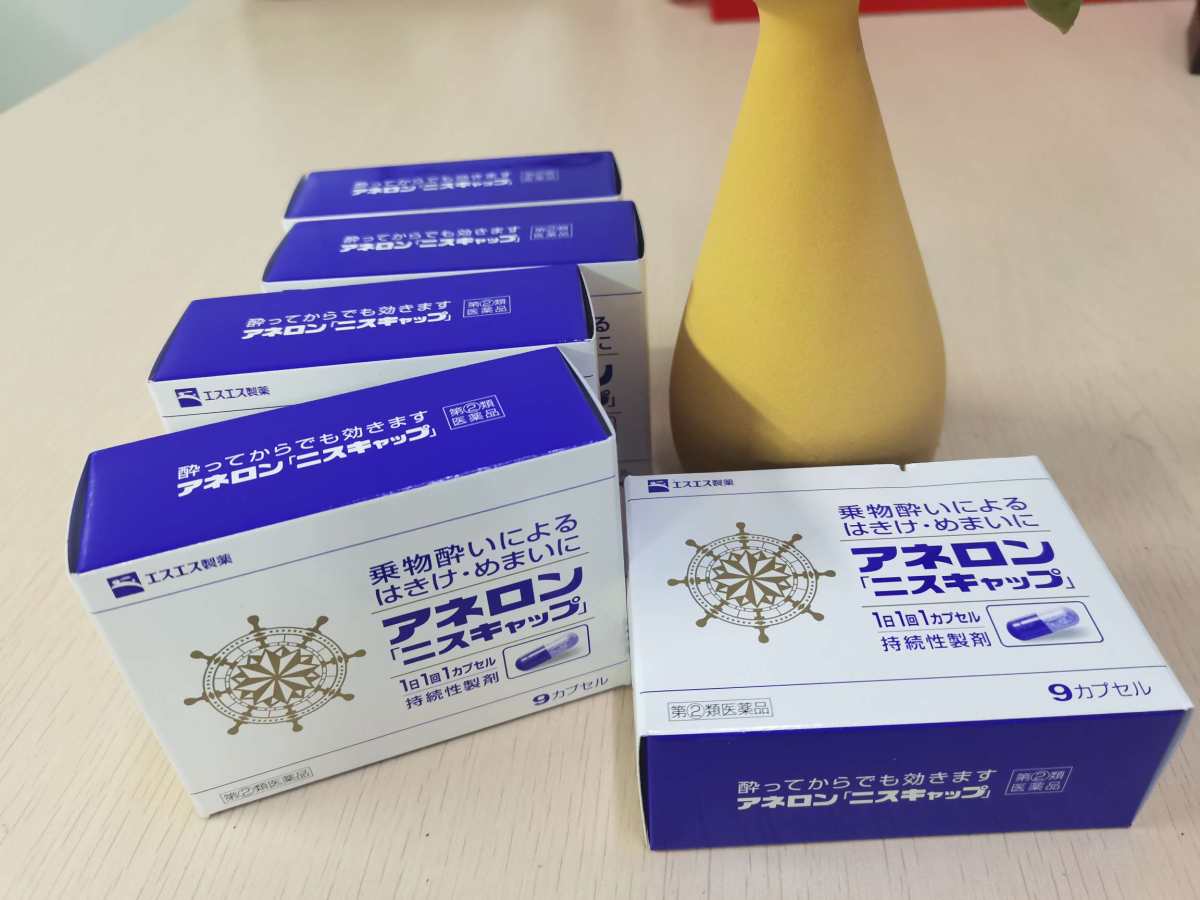 酔ってからでも効きます
アネロン「ニスキャップ」
酔ってからでも効きます
アネロン「ニスキャップ」
指②類
医薬品
酔ってからでも効きます
アネロン「ニスキャップ」
指②類
医薬品
エスエス製薬
酔ってからでも効きます
アネロン「ニスキャップ」
指②類
医薬品
エスエス製薬
乗物酔いによる
はきけ・めまいに
アネロン
「ニスキャップ」
1日1回1カプセル
持続性製剤
9カプセル
指②類医薬品
エスエス製薬
乗物酔いによる
はきけ・めまいに
アネロン
「ニスキャップ」
1日1回1カプセル
持続性製剤
9カプセル
指②類医薬品
酔ってからでも効きます
アネロン「ニスキャップ」
指②類
医薬品